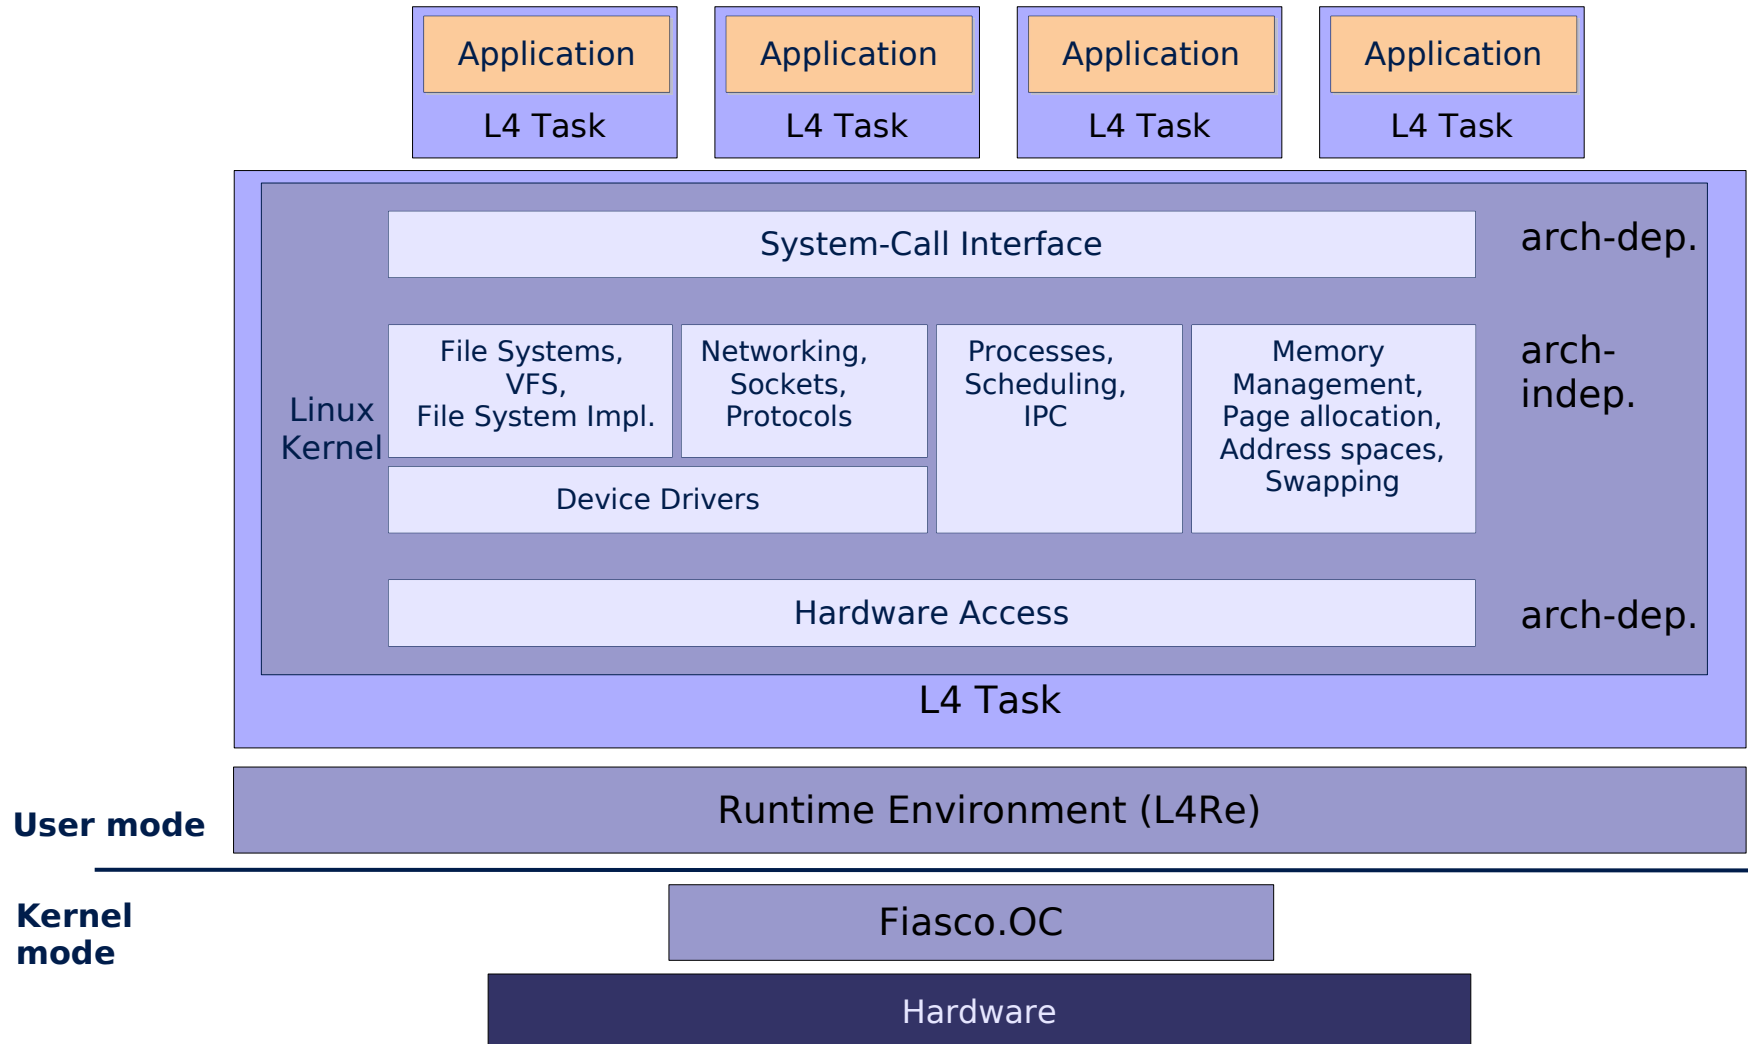 Application
L4 Task
Application
L4 Task
Application
L4 Task
Application
L4 Task
System-Call Interface
arch-dep.
Linux
Kernel
File Systems,
VFS,
File System Impl.
Networking,
Sockets,
Protocols
Processes,
Scheduling,
IPC
Memory
Management,
Page allocation,
Address spaces,
Swapping
arch-
indep.
Device Drivers
Hardware Access
arch-dep.
L4 Task
Runtime Environment (L4Re)
User mode
Kernel
mode
Fiasco.OC
Hardware